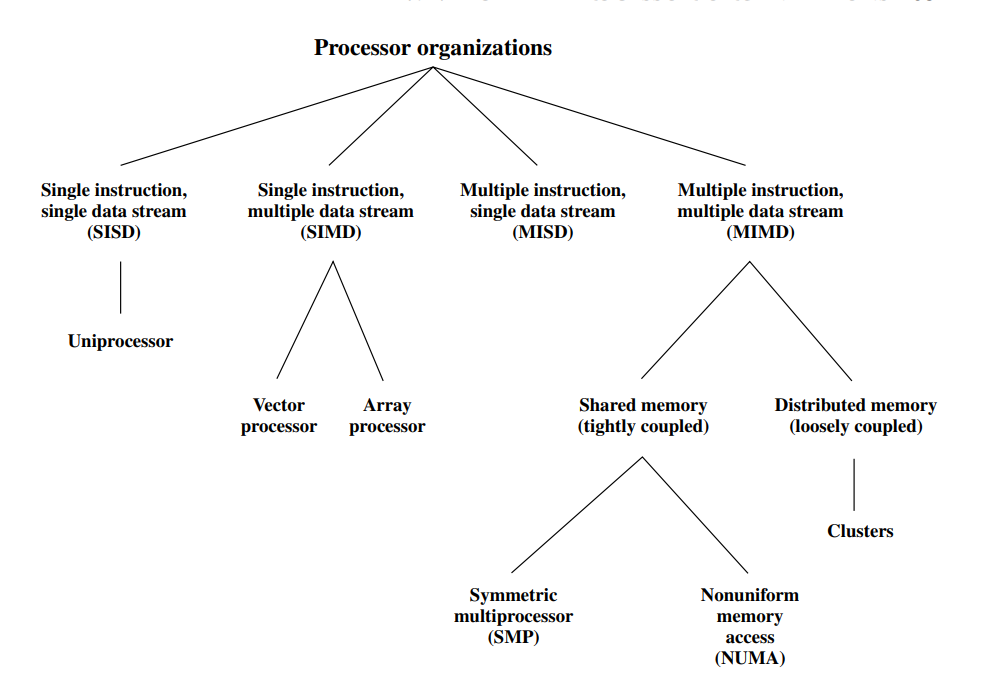 Processor organizations
Single instruction,
single data stream
(SISD)
Single instruction,
multiple data stream
(SIMD)
Multiple instruction,
single data stream
(MISD)
Multiple instruction,
multiple data stream
(MIMD)
Uniprocessor
Vector
processor
Array
processor
Shared memory
(tightly coupled)
Distributed memory
(loosely coupled)
Clusters
Symmetric
multiprocessor
(SMP)
Nonuniform
memory
access
(NUMA)